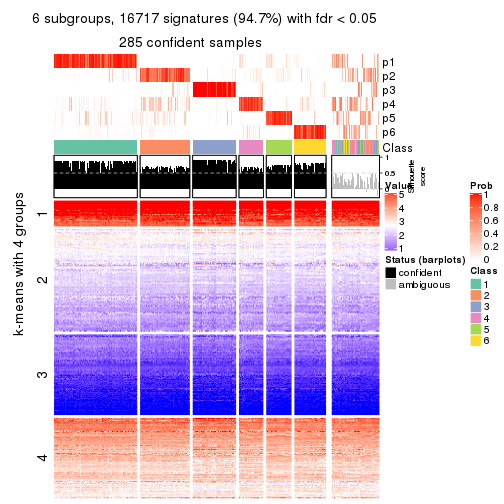 6 subgroups, 16717 signatures (94.7%) with fdr < 0.05
285 confident samples
p1
p2
p3
p4
p5
p6
Class
1
0.5
0
Silhouette
score
k-means with 4 groups
1
2
3
4
Value
5
4
3
2
1
Status (barplots)
confident
ambiguous
Prob
1
0.8
0.6
0.4
0.2
0
Class
1
2
3
4
5
6